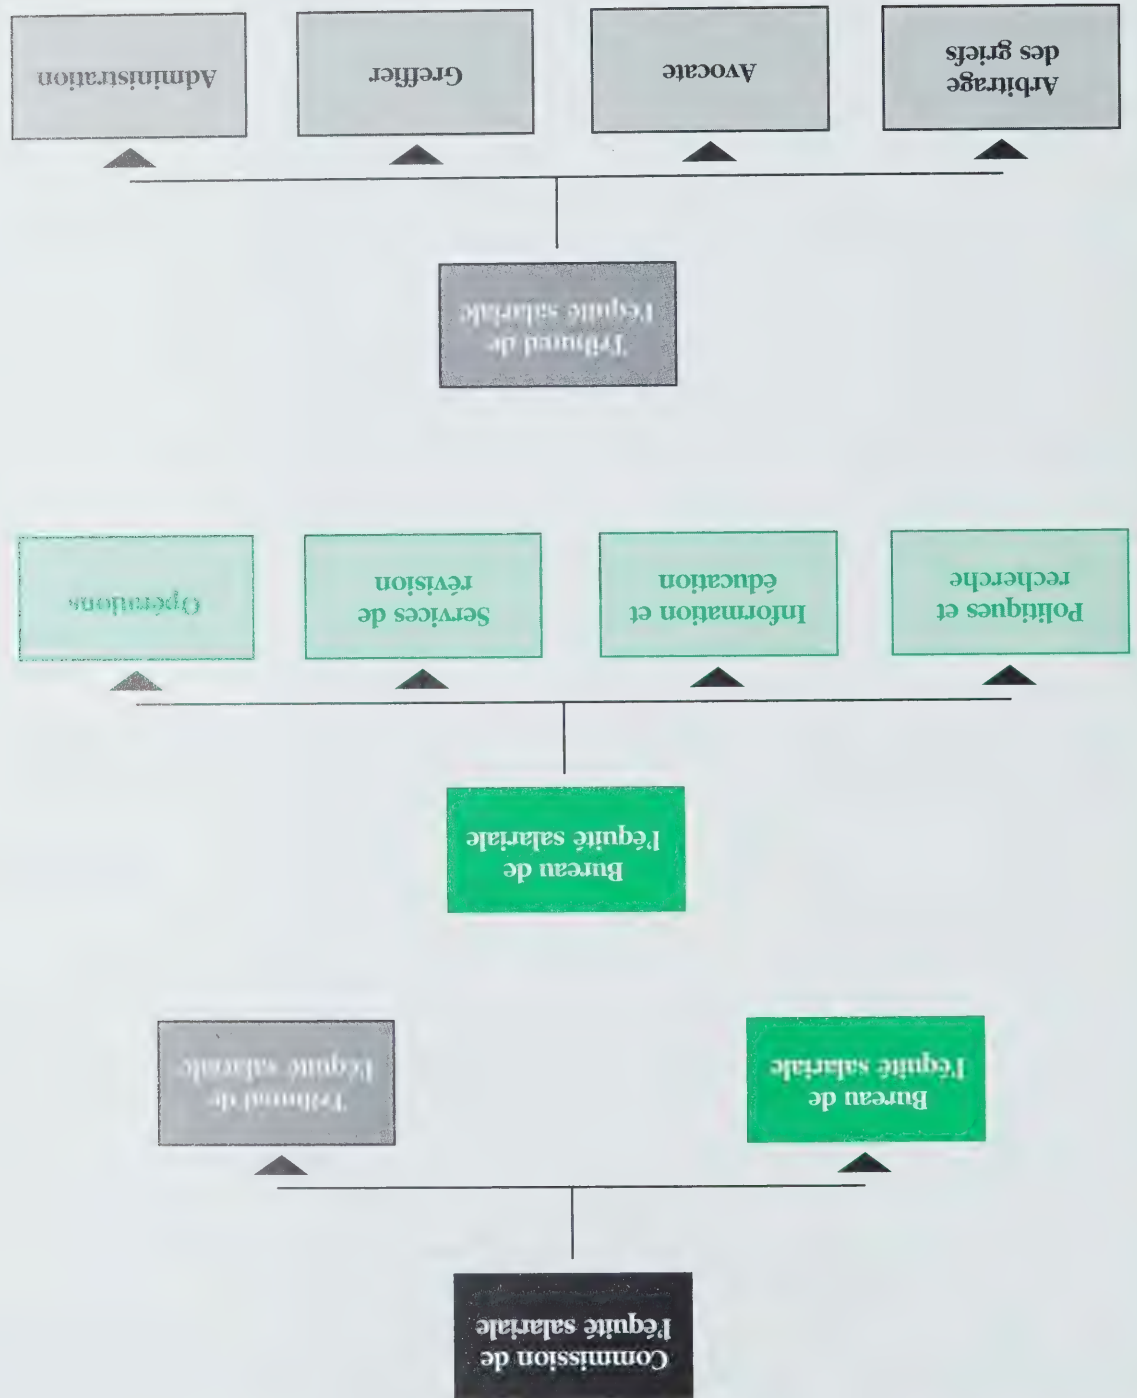 Commission de
l'équité salariale
Bureau de
l'équité salariale
Tribunal de
l'équité salariale
Bureau de
l'équité salariale
Politiques et
recherche
Information et
éducation
Services de
révision
Opérations
Tribunal de
l'équité salariale
Arbitrage
des griefs
Avocate
Greffier
Administration